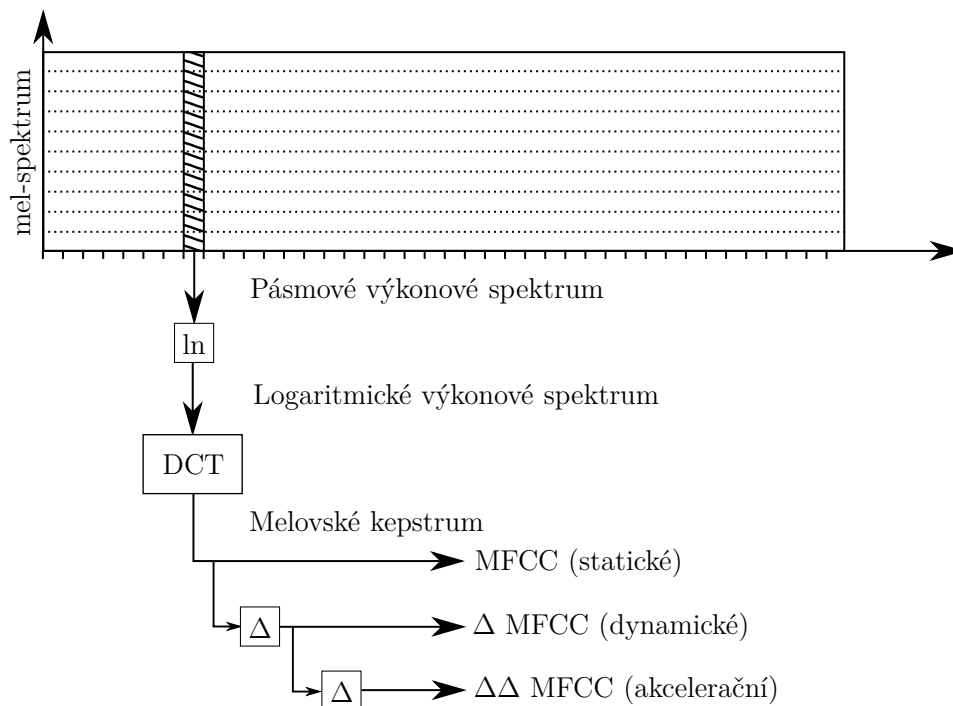 mel-spektrum
Pásmové výkonové spektrum
ln
Logaritmické výkonové spektrum
DCT
Melovské kepstrum
MFCC (statické)
Δ
Δ MFCC (dynamické)
Δ
ΔΔ MFCC (akcelerační)